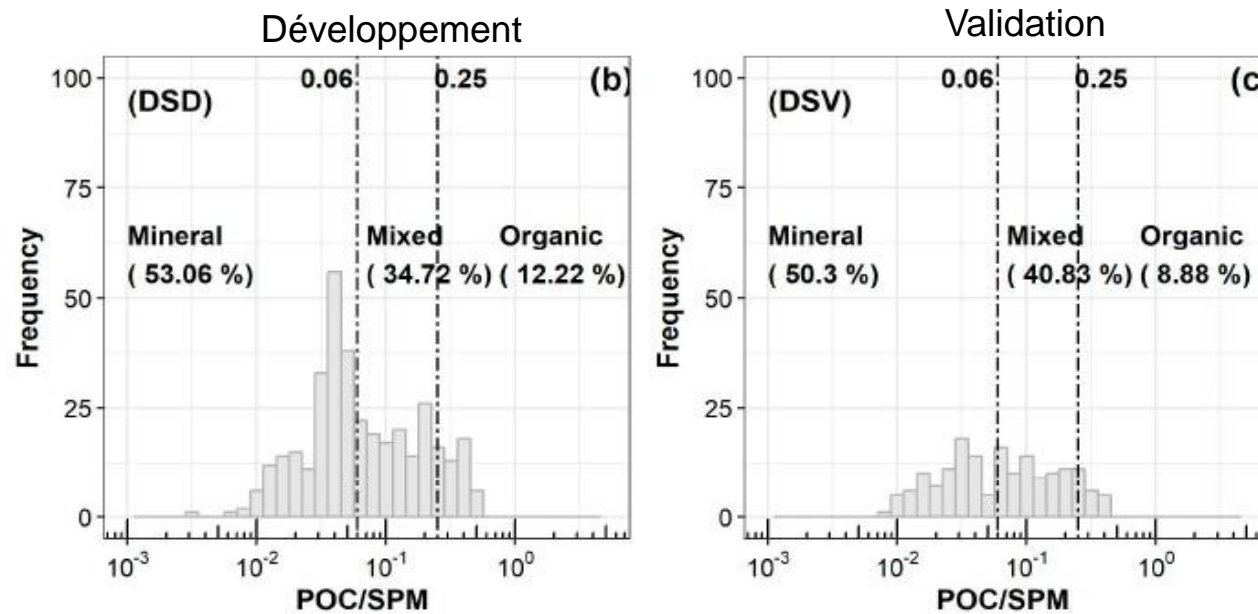 Développement
100
75
50
25
0
Frequency
(DSD)
0.06
0.25
(b)
Mineral
( 53.06 %)
Mixed
( 34.72 %)
Organic
( 12.22 %)
10-3
10-2
10-1
100
POC/SPM
Validation
100
75
50
25
0
Frequency
(DSV)
0.06
0.25
(c
Mineral
( 50.3 %)
Mixed
( 40.83 %)
Organic
( 8.88 %)
10-3
10-2
10-1
100
POC/SPM